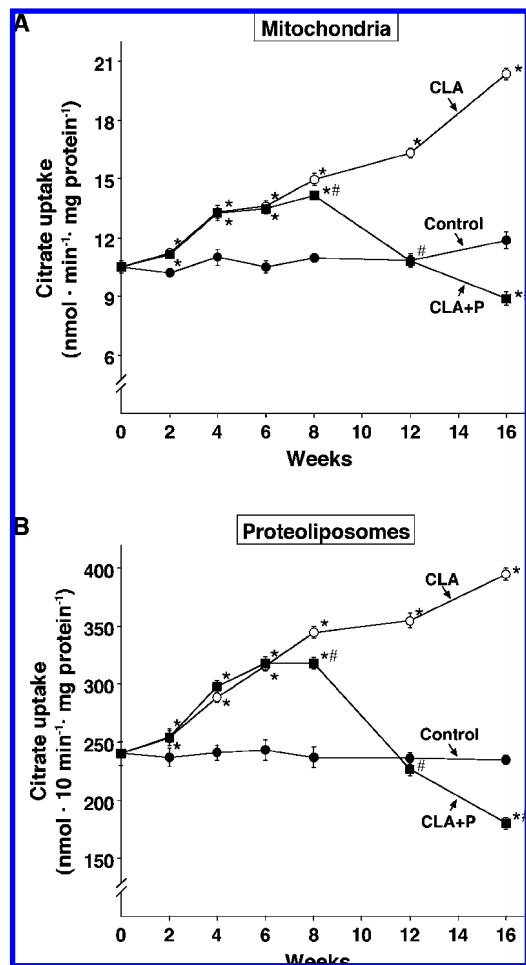 A
Mitochondria
21
18
15
12
9
6
Citrate uptake
(nmol · min⁻¹· mg protein⁻¹)
CLA
Control
CLA+P
*
*
*
*
*
*
*
*
*#
*
#
*
**
0 2 4 6 8 10 12 14 16
Weeks
B
Proteoliposomes
400
350
300
250
200
150
Citrate uptake
(nmol · 10 min⁻¹· mg protein⁻¹)
CLA
Control
CLA+P
*
*
*
*
*
*
*
*#
*
#
*
*#
0 2 4 6 8 10 12 14 16
Weeks